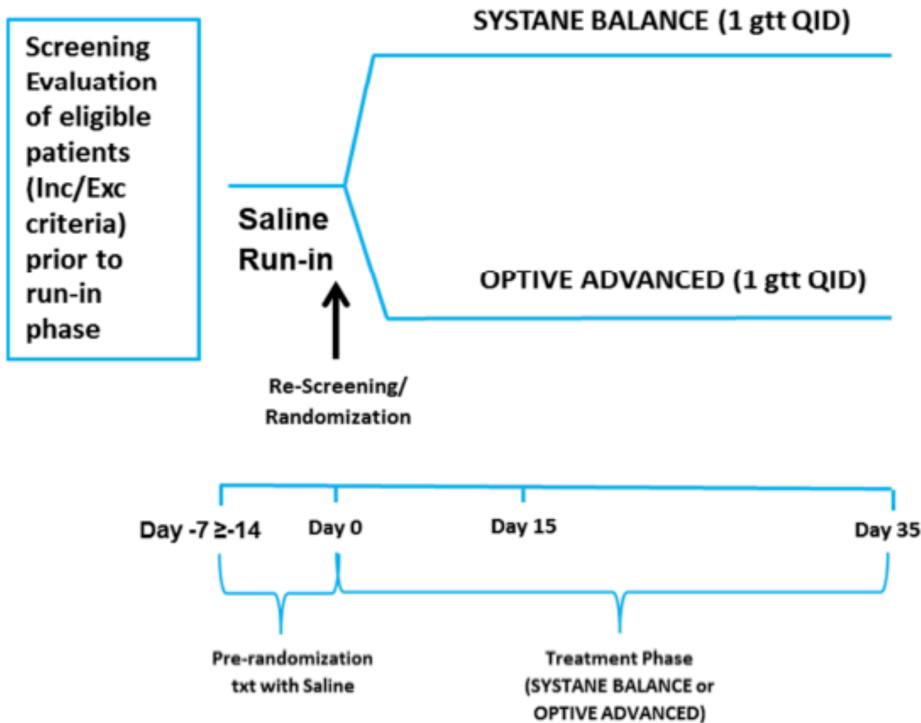 Screening
Evaluation
of eligible
patients
(Inc/Exc
criteria)
prior to
run-in
phase
SYSTANE BALANCE (1 gtt QID)
Saline
Run-in
OPTIVE ADVANCED (1 gtt QID)
Re-Screening/
Randomization
Day -7 ≥-14
Day 0
Day 15
Day 35
Pre-randomization
txt with Saline
Treatment Phase
(SYSTANE BALANCE or
OPTIVE ADVANCED)